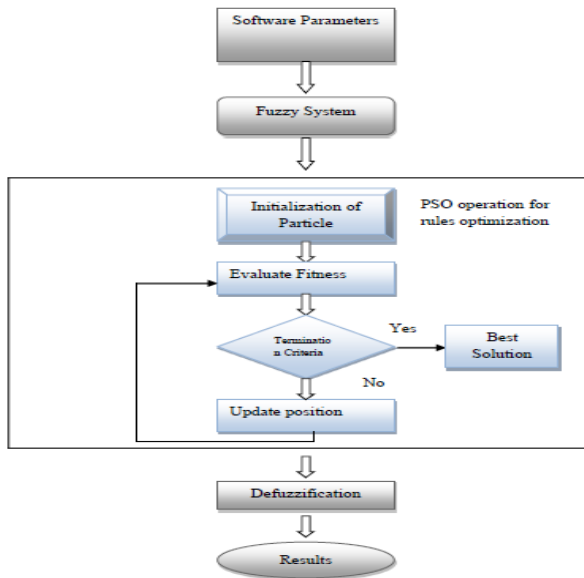 Software Parameters
Fuzzy System
Initialization of
Particle
PSO operation for
rules optimization
Evaluate Fitness
Terminatio
n Criteria
Yes
Best
Solution
No
Update position
Defuzzification
Results